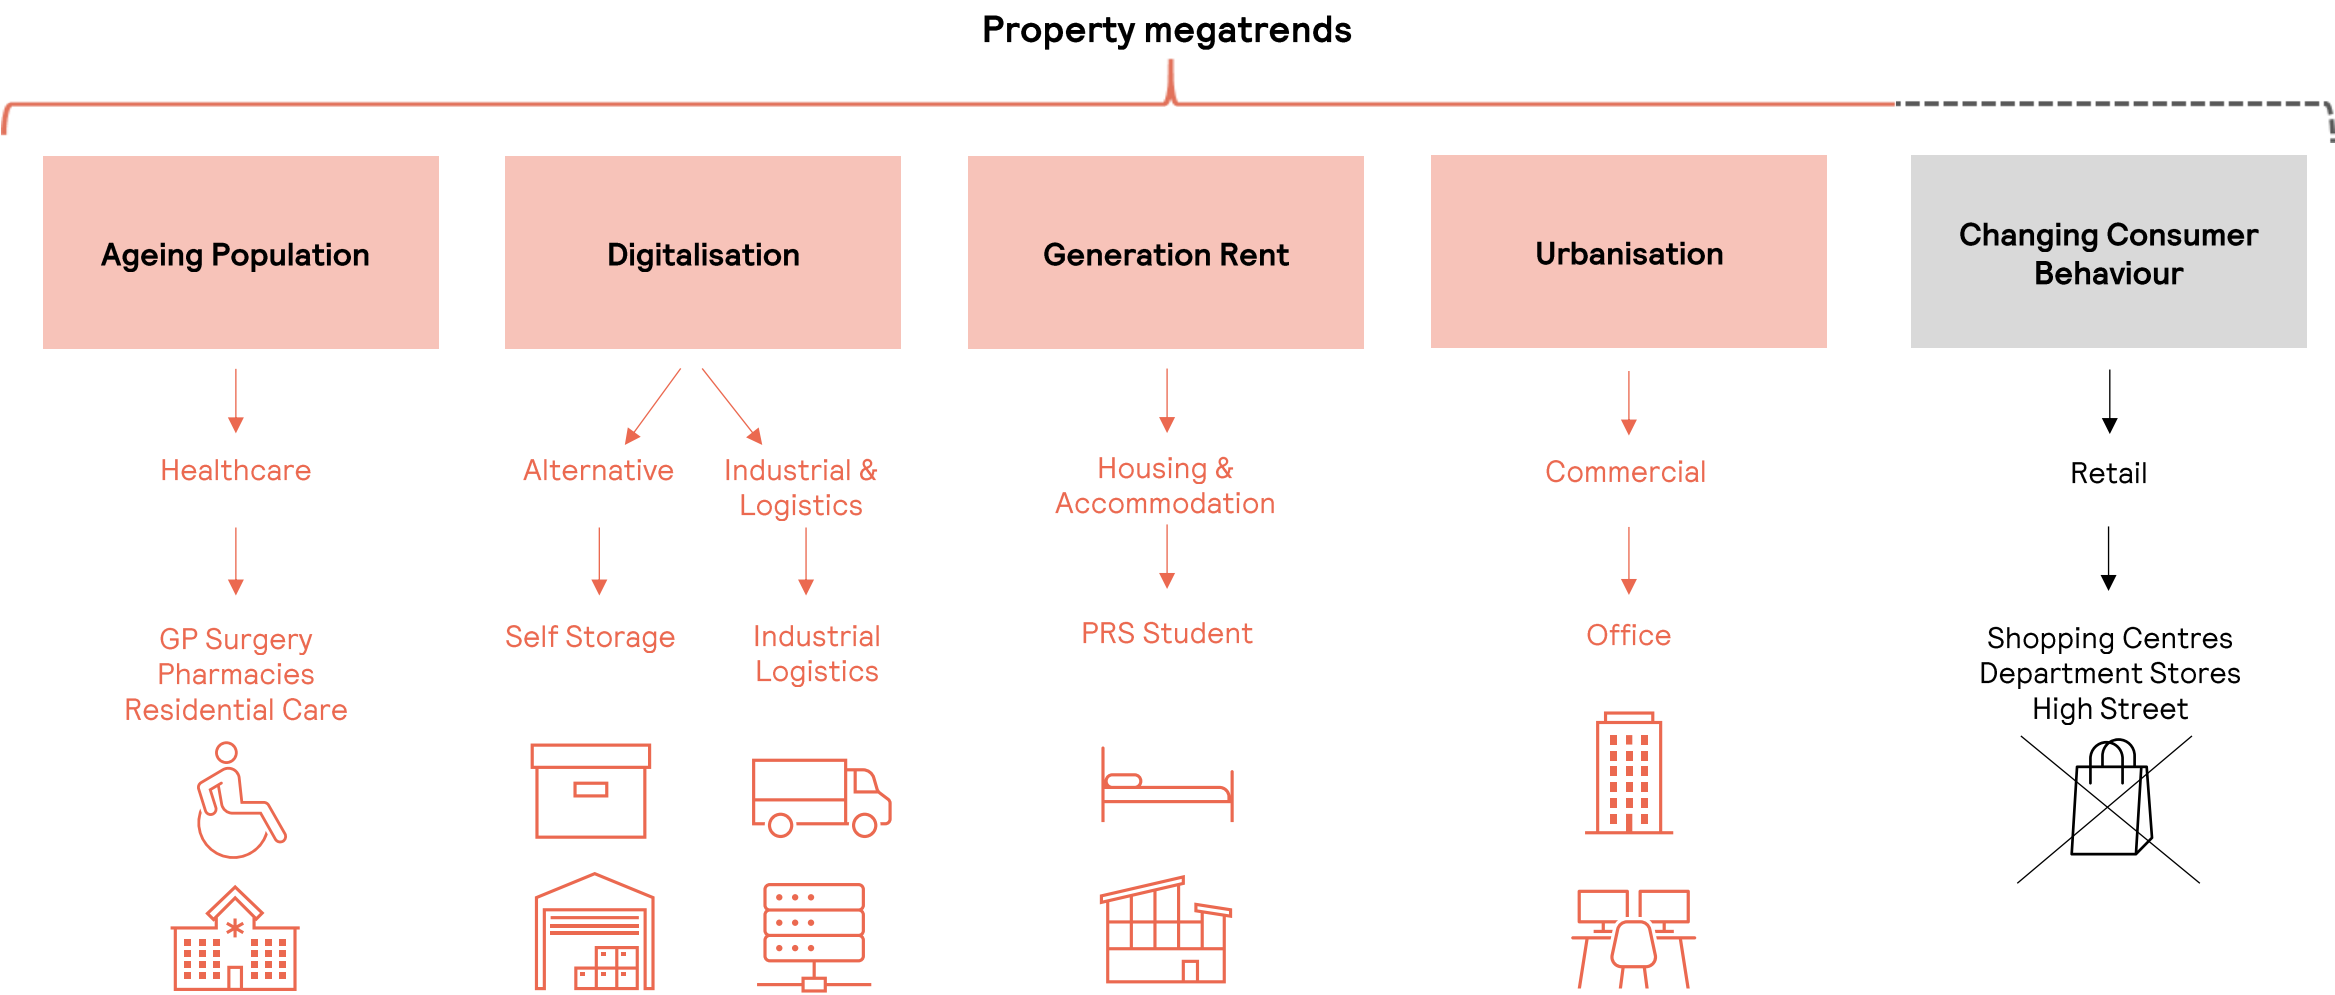 Property megatrends
Ageing Population
Digitalisation
Generation Rent
Urbanisation
Changing Consumer
Behaviour
Healthcare
Alternative
Industrial &
Logistics
Housing &
Accommodation
Commercial
Retail
GP Surgery
Pharmacies
Residential Care
Self Storage
Industrial
Logistics
PRS Student
Office
Shopping Centres
Department Stores
High Street